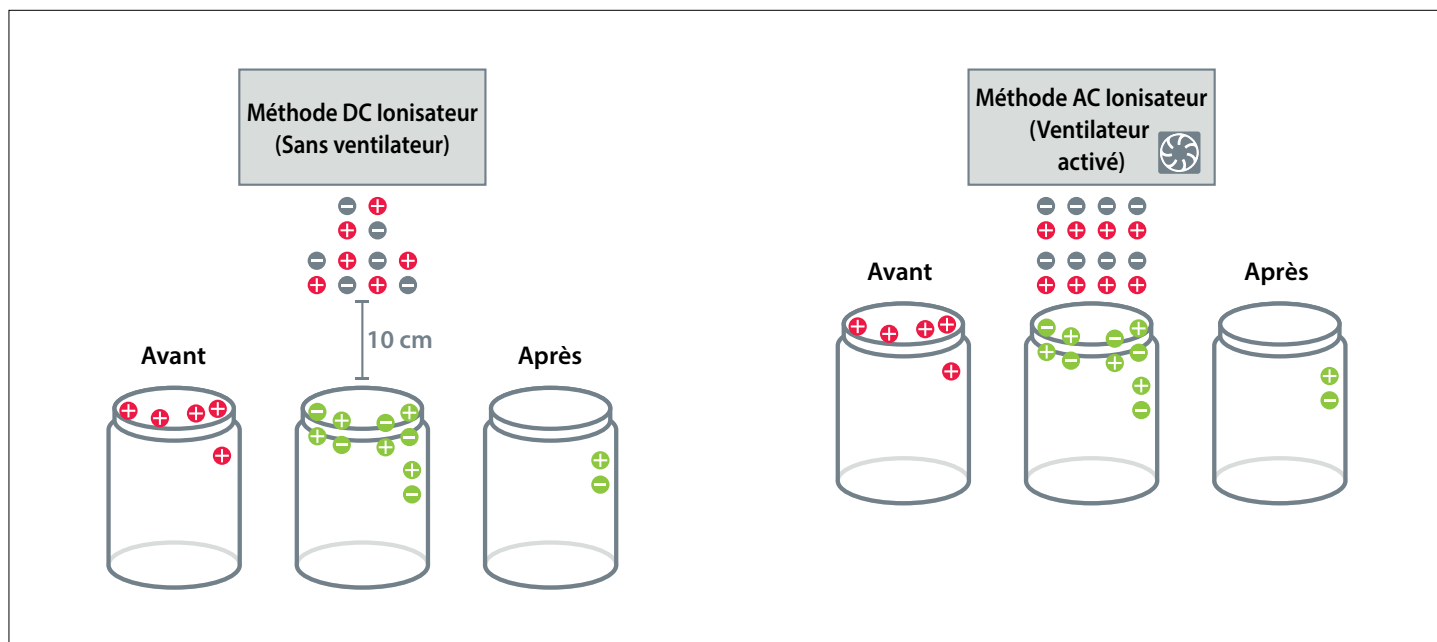 Méthode DC Ionisateur
(Sans ventilateur)
10 cm
Avant
Après
Méthode AC Ionisateur
(Ventilateur
activé)
Avant
Après